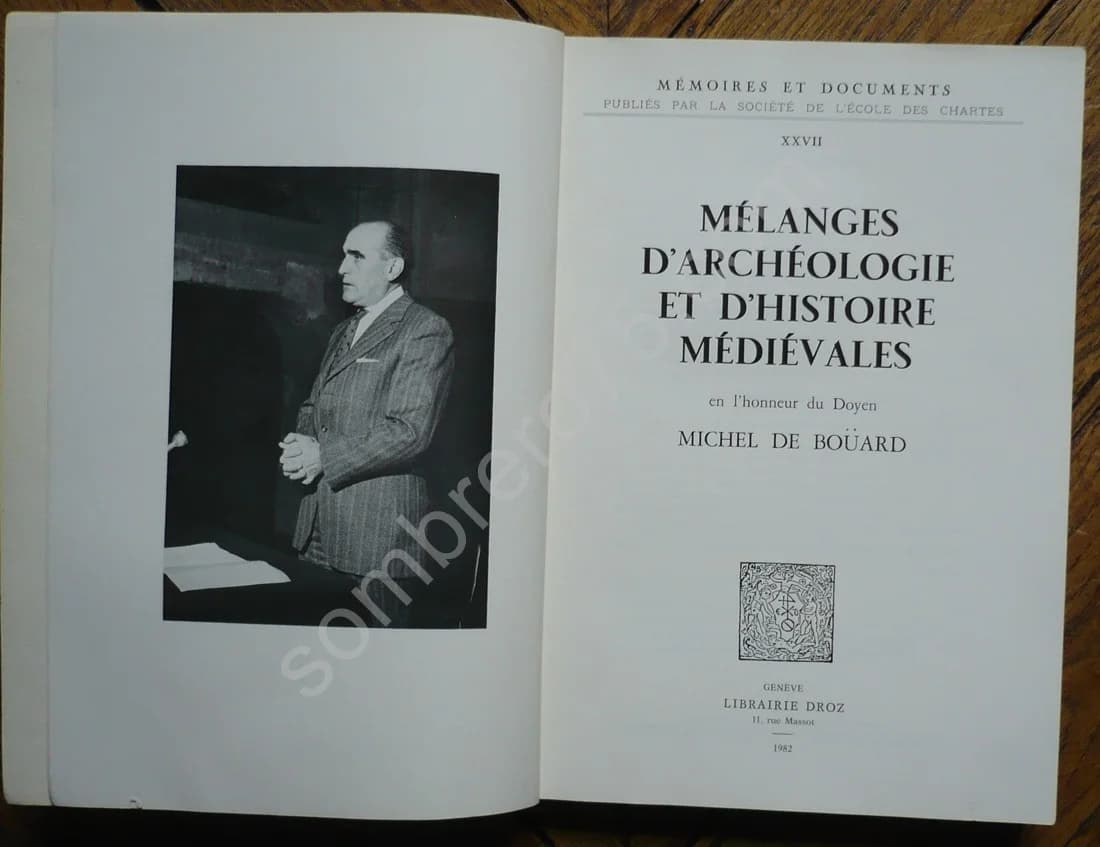 MÉMOIRES ET DOCUMENTS
PUBLIÉS PAR LA SOCIÉTÉ DE L'ÉCOLE DES CHARTES
XXVII
MÉLANGES
D'ARCHÉOLOGIE
ET D'HISTOIRE
MÉDIÉVALES
en l'honneur du Doyen
MICHEL DE BOÜARD
GENÈVE
LIBRAIRIE DROZ
11, rue Massot
1982